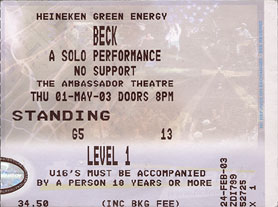 HEINEKEN GREEN ENERGY
BECK
A SOLO PERFORMANCE
NO SUPPORT
THE AMBASSADOR THEATRE
THU 01-MAY-03 DOORS 8PM
STANDING
G5 13
LEVEL 1
U16'S MUST BE ACCOMPANIED
BY A PERSON 18 YEARS OR MORE
34.50 (INC BKG FEE)
24-FEB-03
ZDI799
52725
X 1